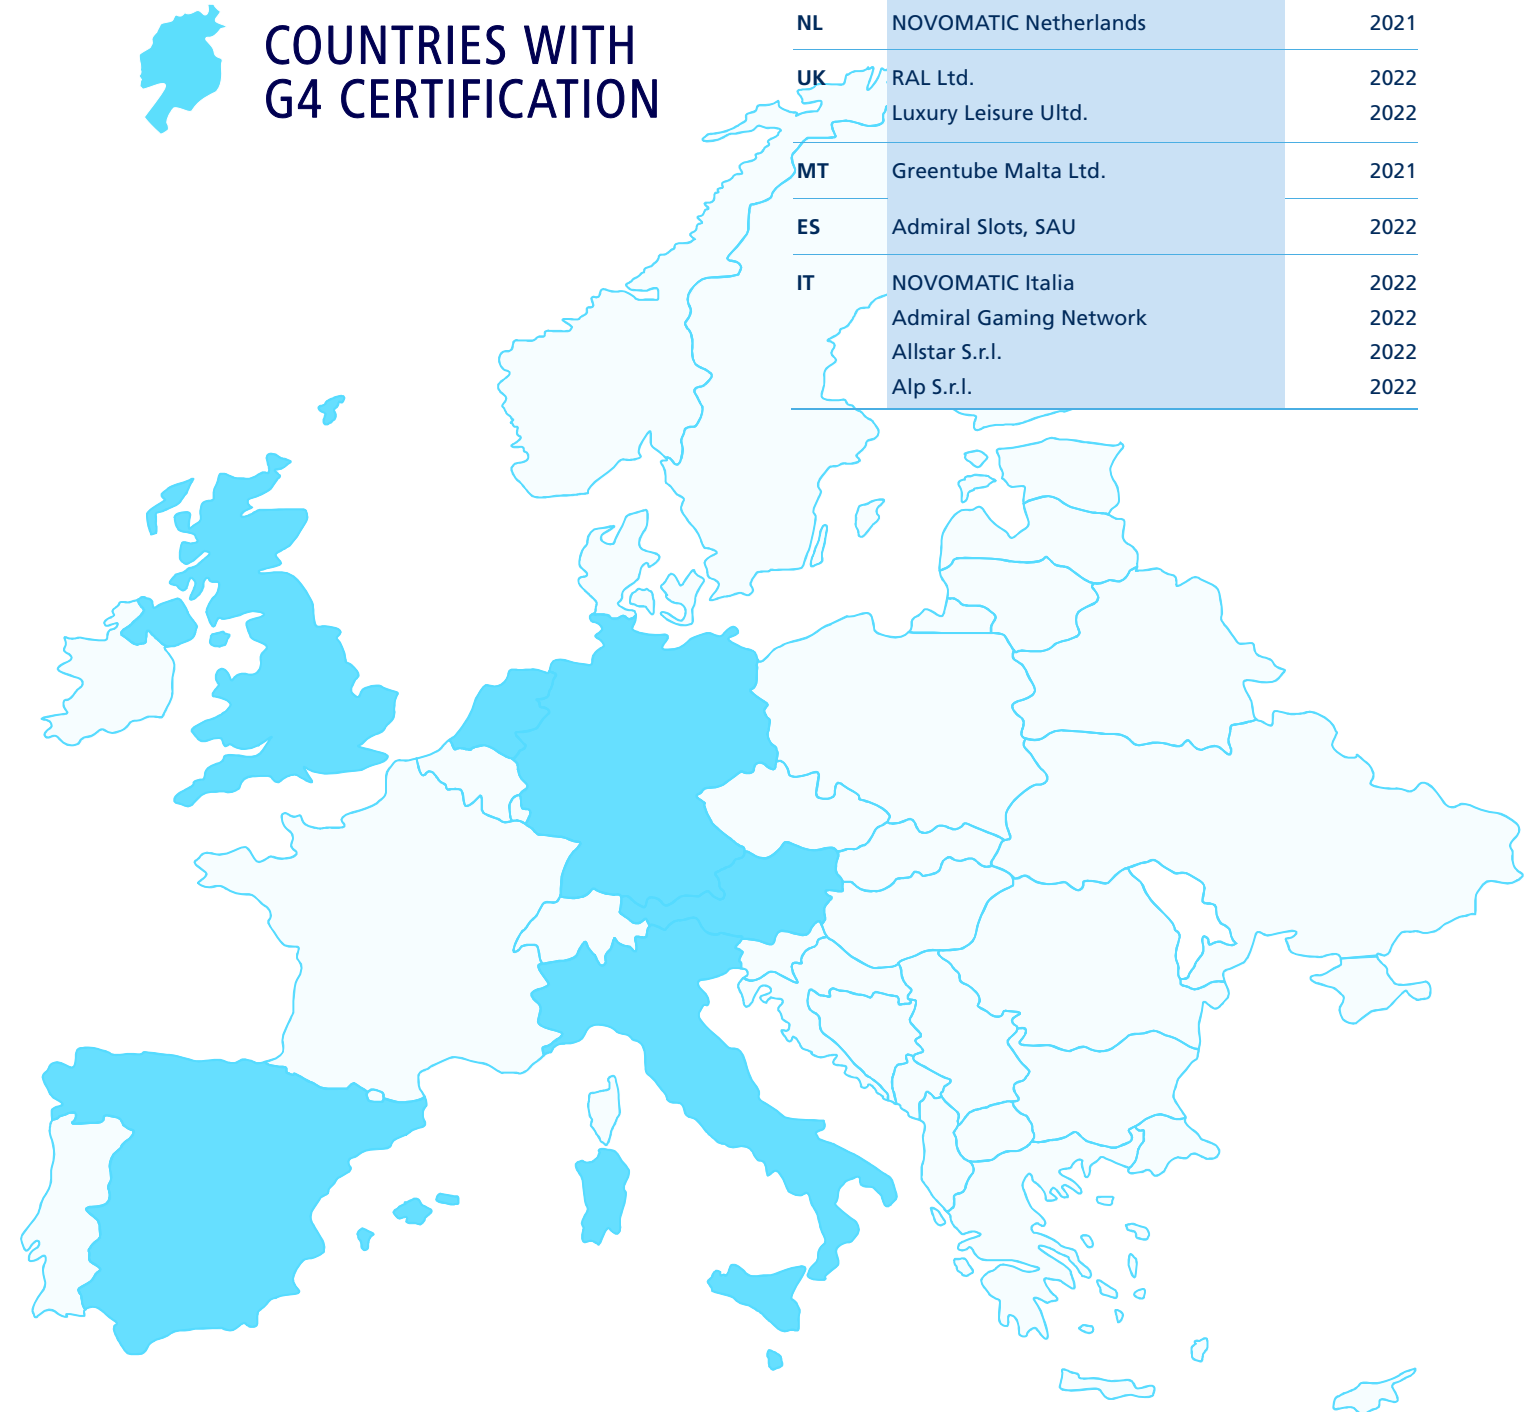 COUNTRIES WITH
G4 CERTIFICATION
NL NOVOMATIC Netherlands 2021
UK RAL Ltd. 2022
Luxury Leisure Ultd. 2022
MT Greentube Malta Ltd. 2021
ES Admiral Slots, SAU 2022
IT NOVOMATIC Italia 2022
Admiral Gaming Network 2022
Allstar S.r.l. 2022
Alp S.r.l. 2022